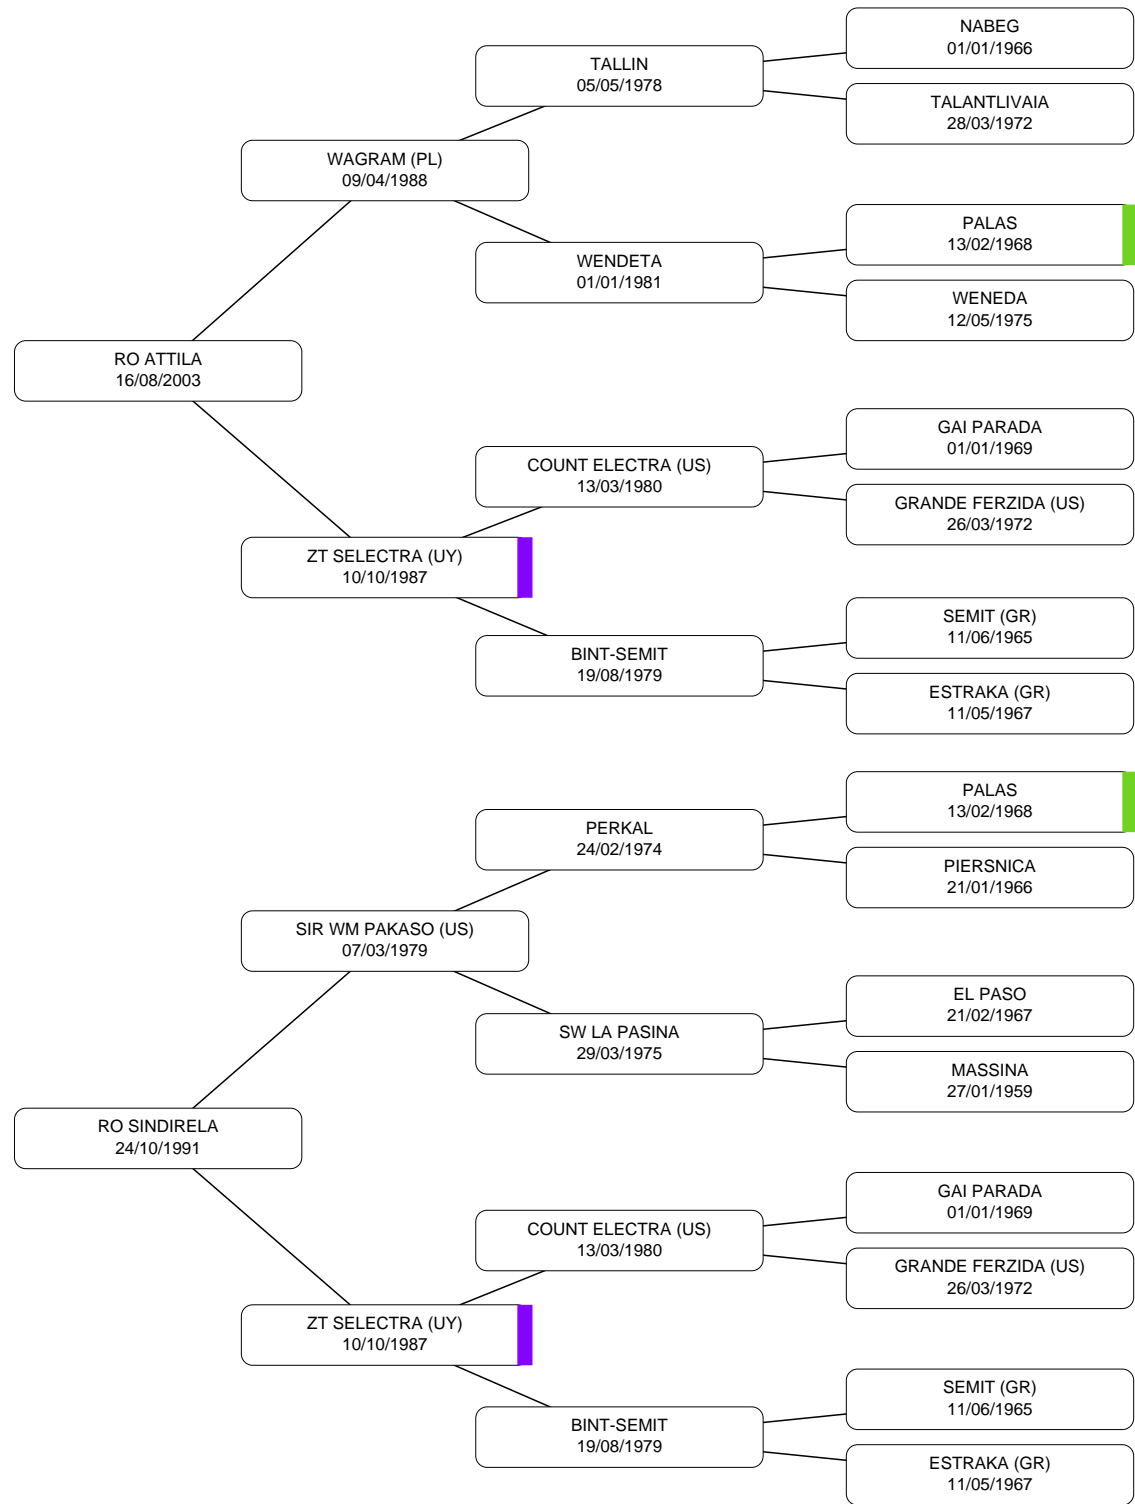 NABEG
01/01/1966
TALLIN
05/05/1978
TALANTLIVAIA
28/03/1972
WAGRAM (PL)
09/04/1988
PALAS
13/02/1968
WENDETA
01/01/1981
WENEDA
12/05/1975
RO ATTILA
16/08/2003
GAI PARADA
01/01/1969
COUNT ELECTRA (US)
13/03/1980
GRANDE FERZIDA (US)
26/03/1972
ZT SELECTRA (UY)
10/10/1987
SEMIT (GR)
11/06/1965
BINT-SEMIT
19/08/1979
ESTRAKA (GR)
11/05/1967
PALAS
13/02/1968
PERKAL
24/02/1974
PIERSNICA
21/01/1966
SIR WM PAKASO (US)
07/03/1979
EL PASO
21/02/1967
SW LA PASINA
29/03/1975
MASSINA
27/01/1959
RO SINDIRELA
24/10/1991
GAI PARADA
01/01/1969
COUNT ELECTRA (US)
13/03/1980
GRANDE FERZIDA (US)
26/03/1972
ZT SELECTRA (UY)
10/10/1987
SEMIT (GR)
11/06/1965
BINT-SEMIT
19/08/1979
ESTRAKA (GR)
11/05/1967